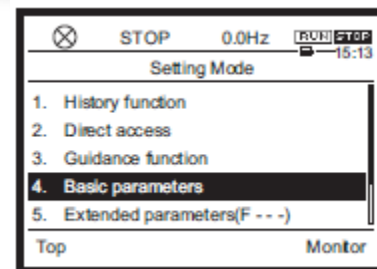 STOP 0.0Hz RUN STOP
15:13
Setting Mode
1. History function
2. Direct access
3. Guidance function
4. Basic parameters
5. Extended parameters(F - - -)
Top Monitor